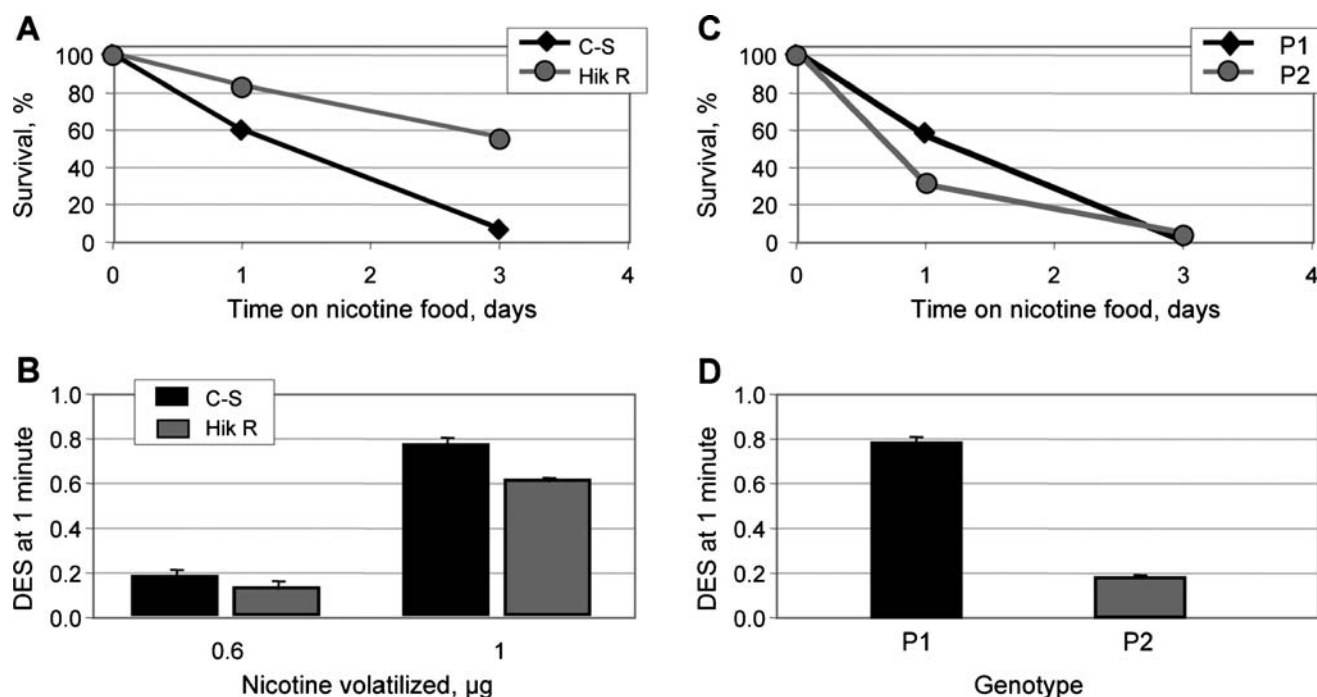 A
C-S
Hik R
Survival, %
100
80
60
40
20
0
0 1 2 3 4
Time on nicotine food, days
C
P1
P2
Survival, %
100
80
60
40
20
0
0 1 2 3 4
Time on nicotine food, days
B
C-S
Hik R
DES at 1 minute
1.0
0.8
0.6
0.4
0.2
0.0
0.6 1
Nicotine volatilized, µg
D
DES at 1 minute
1.0
0.8
0.6
0.4
0.2
0.0
P1 P2
Genotype